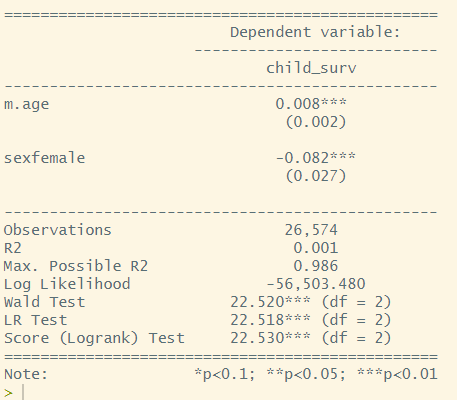 ==================================================
Dependent variable:
----------------------------
child_surv
--------------------------------------------------
m.age 0.008***
(0.002)
sexfemale -0.082***
(0.027)
--------------------------------------------------
Observations 26,574
R2 0.001
Max. Possible R2 0.986
Log Likelihood -56,503.480
Wald Test 22.520*** (df = 2)
LR Test 22.518*** (df = 2)
Score (Logrank) Test 22.530*** (df = 2)
==================================================
Note: *p<0.1; **p<0.05; ***p<0.01
>